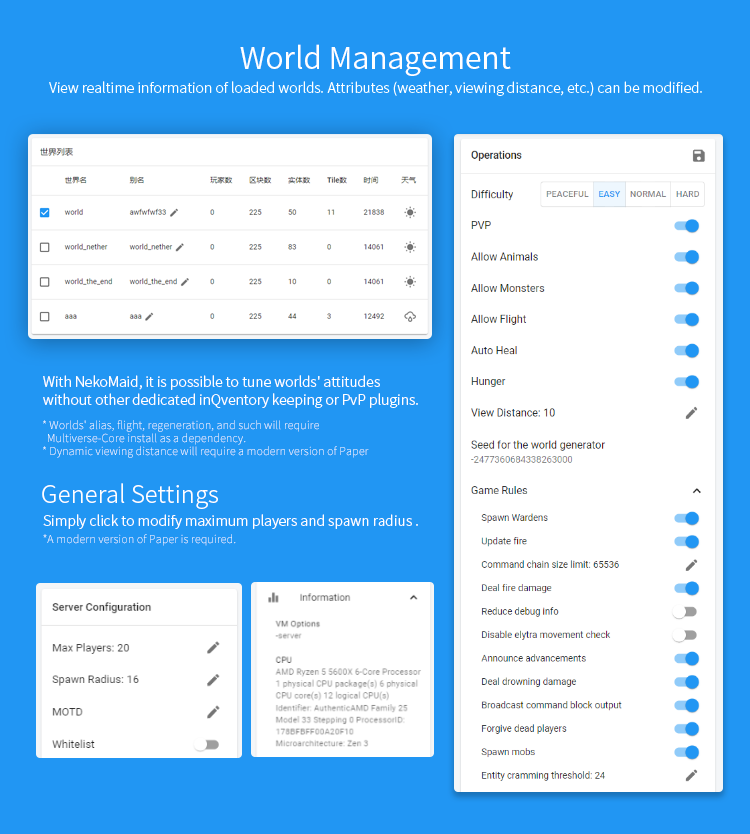 World Management
View realtime information of loaded worlds. Attributes (weather, viewing distance, etc.) can be modified.
世界列表
世界名 别名 玩家数 区块数 实体数 Tile数 时间 天气
world awfwfwf33 0 225 50 11 21838
world_nether world_nether 0 225 83 0 14061
world_the_end world_the_end 0 225 10 0 14061
aaa aaa 0 225 44 3 12492
With NekoMaid, it is possible to tune worlds' attitudes
without other dedicated inQventory keeping or PvP plugins.
* Worlds' alias, flight, regeneration, and such will require
Multiverse-Core install as a dependency.
* Dynamic viewing distance will require a modern version of Paper
General Settings
Simply click to modify maximum players and spawn radius .
*A modern version of Paper is required.
Server Configuration
Max Players: 20
Spawn Radius: 16
MOTD
Whitelist
Information
VM Options
-server
CPU
AMD Ryzen 5 5600X 6-Core Processor
1 physical CPU package(s) 6 physical
CPU core(s) 12 logical CPU(s)
Identifier: AuthenticAMD Family 25
Model 33 Stepping 0 ProcessorID:
178BFBFF00A20F10
Microarchitecture: Zen 3
Operations
Difficulty PEACEFUL EASY NORMAL HARD
PVP
Allow Animals
Allow Monsters
Allow Flight
Auto Heal
Hunger
View Distance: 10
Seed for the world generator
-2477360684338263000
Game Rules
Spawn Wardens
Update fire
Command chain size limit: 65536
Deal fire damage
Reduce debug info
Disable elytra movement check
Announce advancements
Deal drowning damage
Broadcast command block output
Forgive dead players
Spawn mobs
Entity cramming threshold: 24